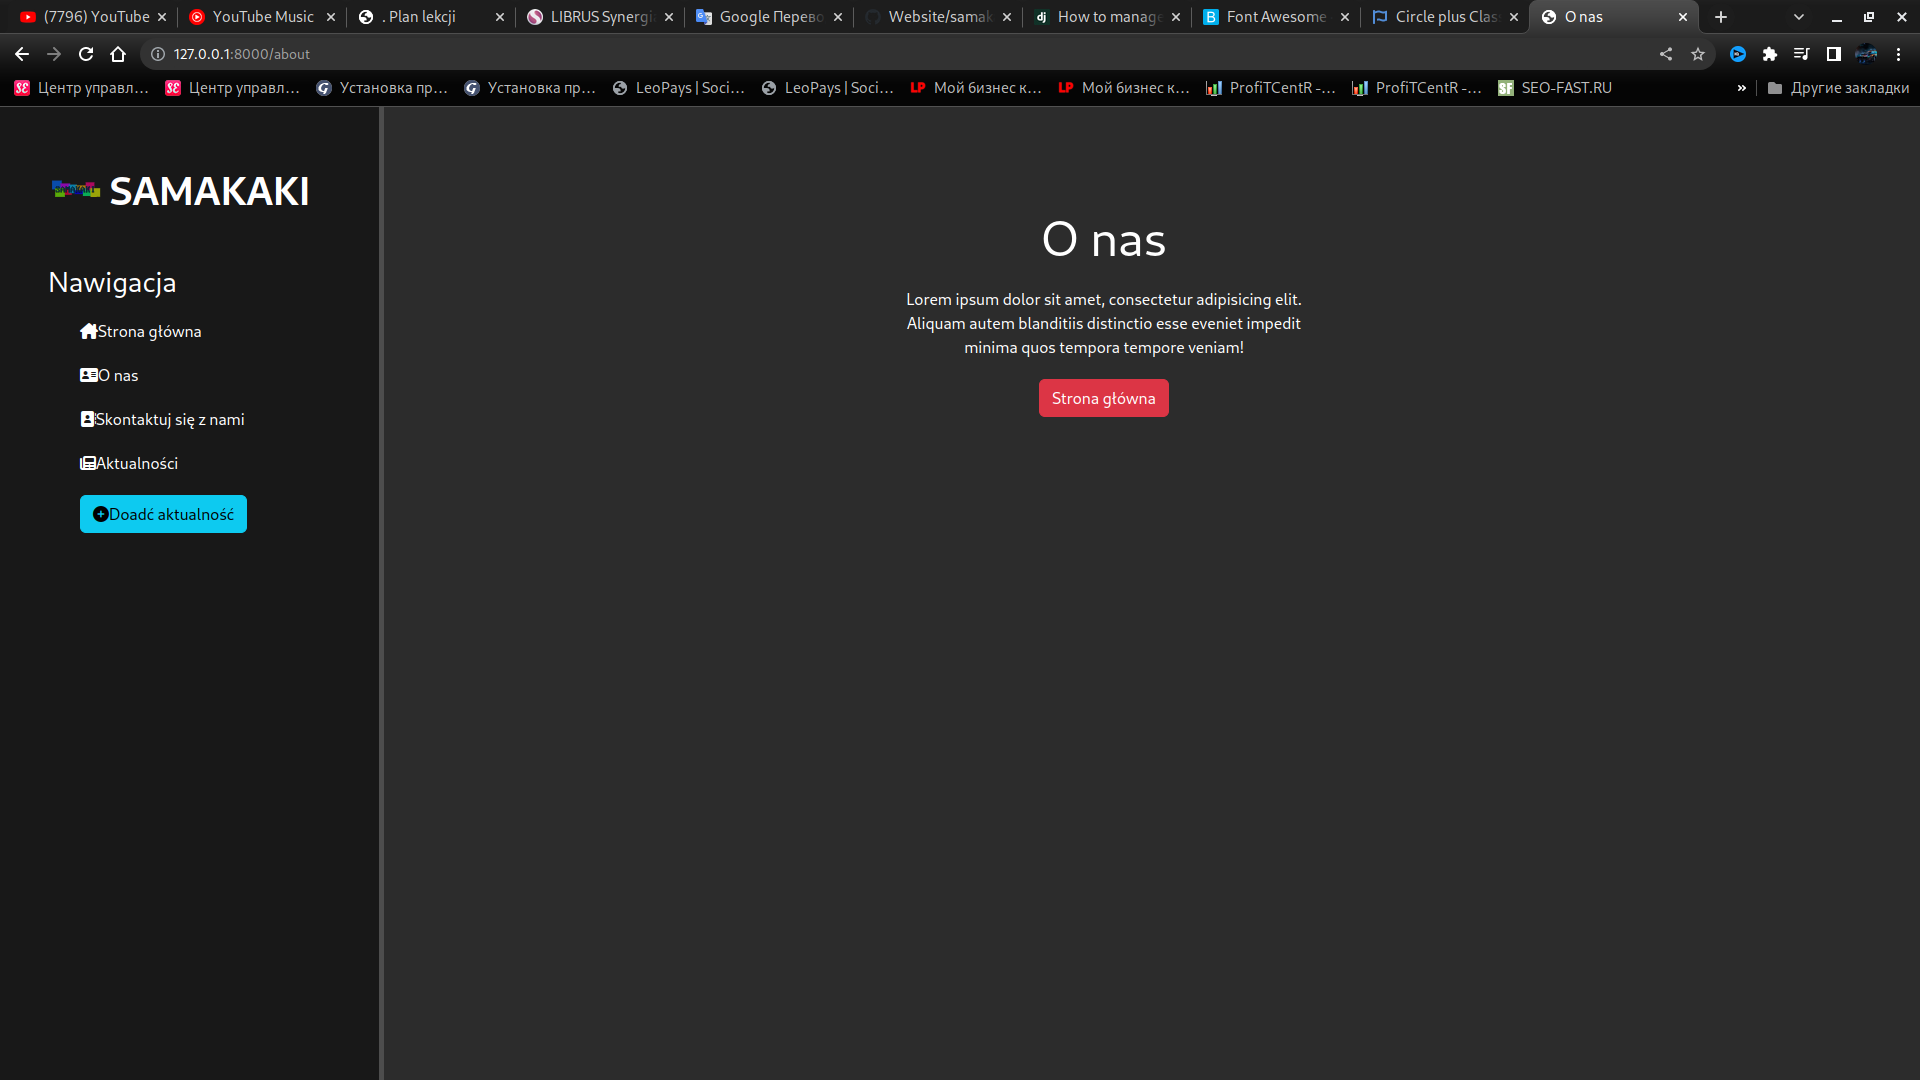 (7796) YouTube
YouTube Music
. Plan lekcji
LIBRUS Synergi
Google Перево
Website/samak
How to manage
Font Awesome
Circle plus Clas
O nas
127.0.0.1:8000/about
Центр управл...
Центр управл...
Установка пр...
Установка пр...
LeoPays | Soci...
LeoPays | Soci...
LP Мой бизнес к...
LP Мой бизнес к...
ProfiTCentR -...
ProfiTCentR -...
SF SEO-FAST.RU
»
Другие закладки
SAMAKAKI
Nawigacja
Strona główna
O nas
Skontaktuj się z nami
Aktualności
Doadć aktualność
O nas
Lorem ipsum dolor sit amet, consectetur adipisicing elit.
Aliquam autem blanditiis distinctio esse eveniet impedit
minima quos tempora tempore veniam!
Strona główna